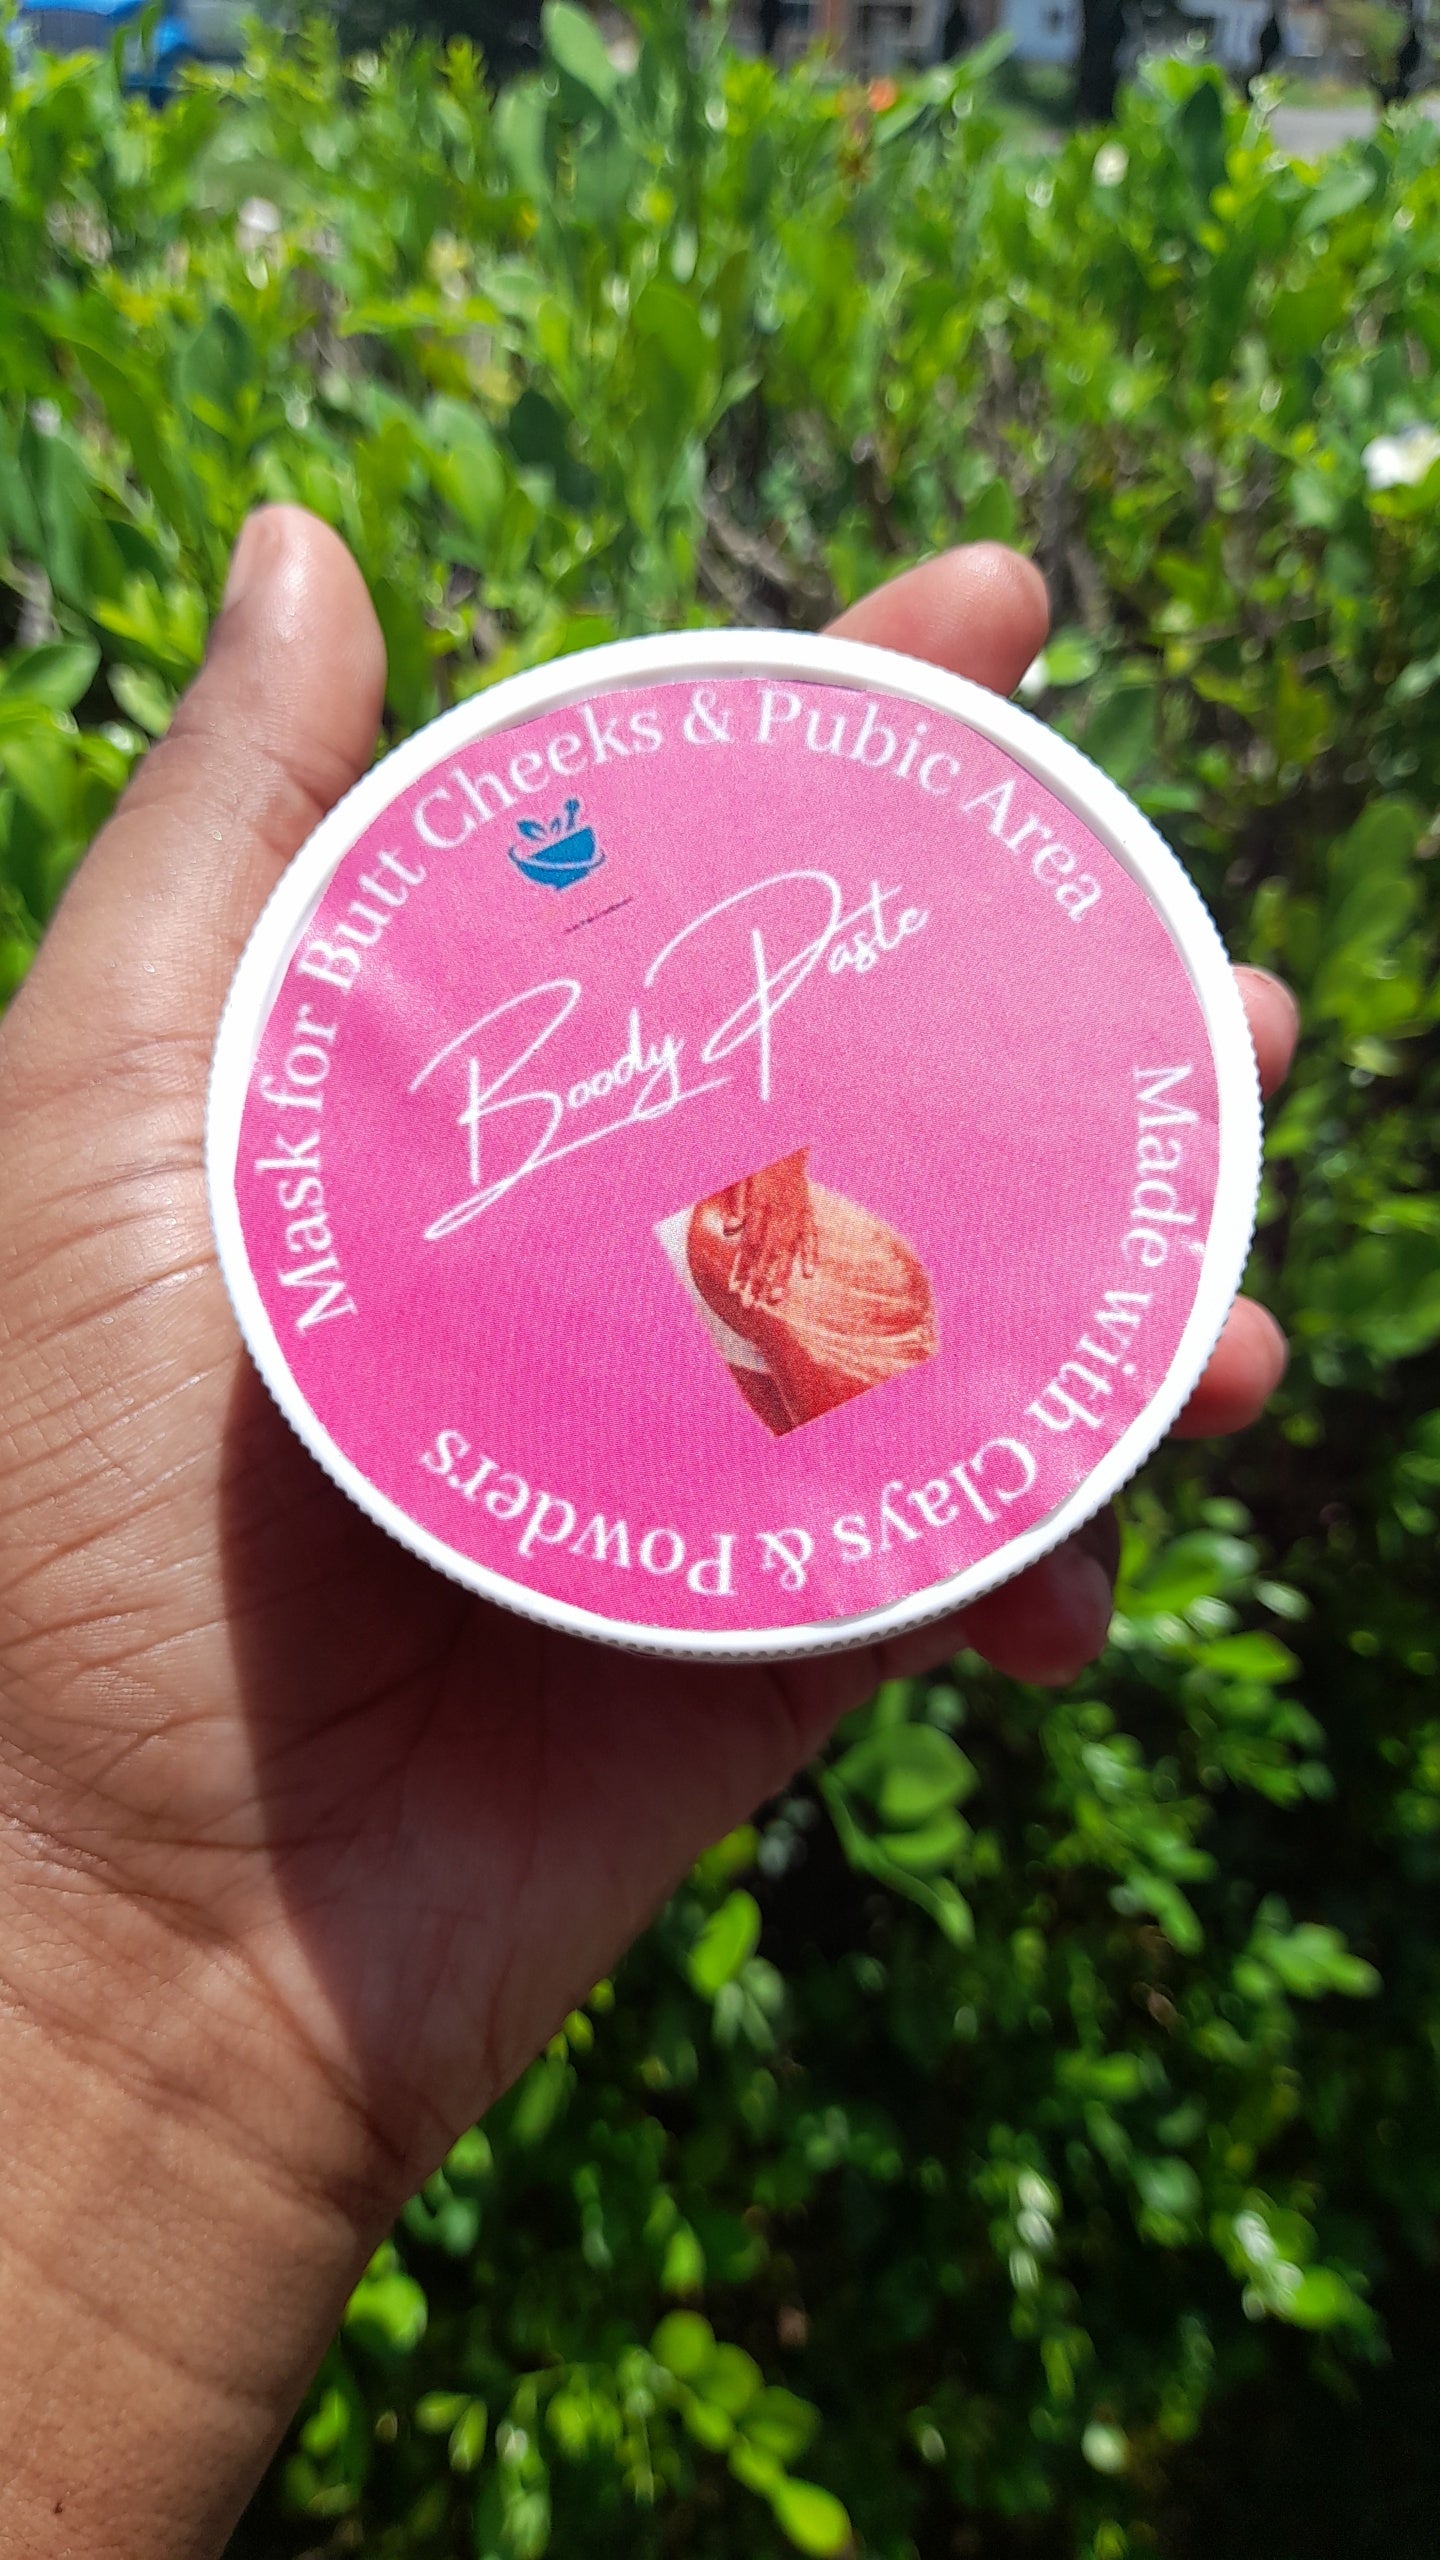 Mask for Butt Cheeks & Pubic Area
Boody Paste
Made with Clays & Powders